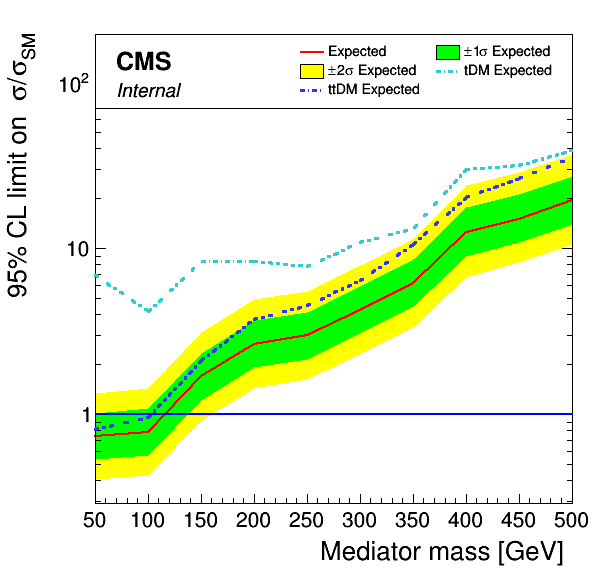 95% CL limit on σ/σSM
CMS
Internal
Expected
±1σ Expected
±2σ Expected
tDM Expected
ttDM Expected
10²
10
1
50 100 150 200 250 300 350 400 450 500
Mediator mass [GeV]